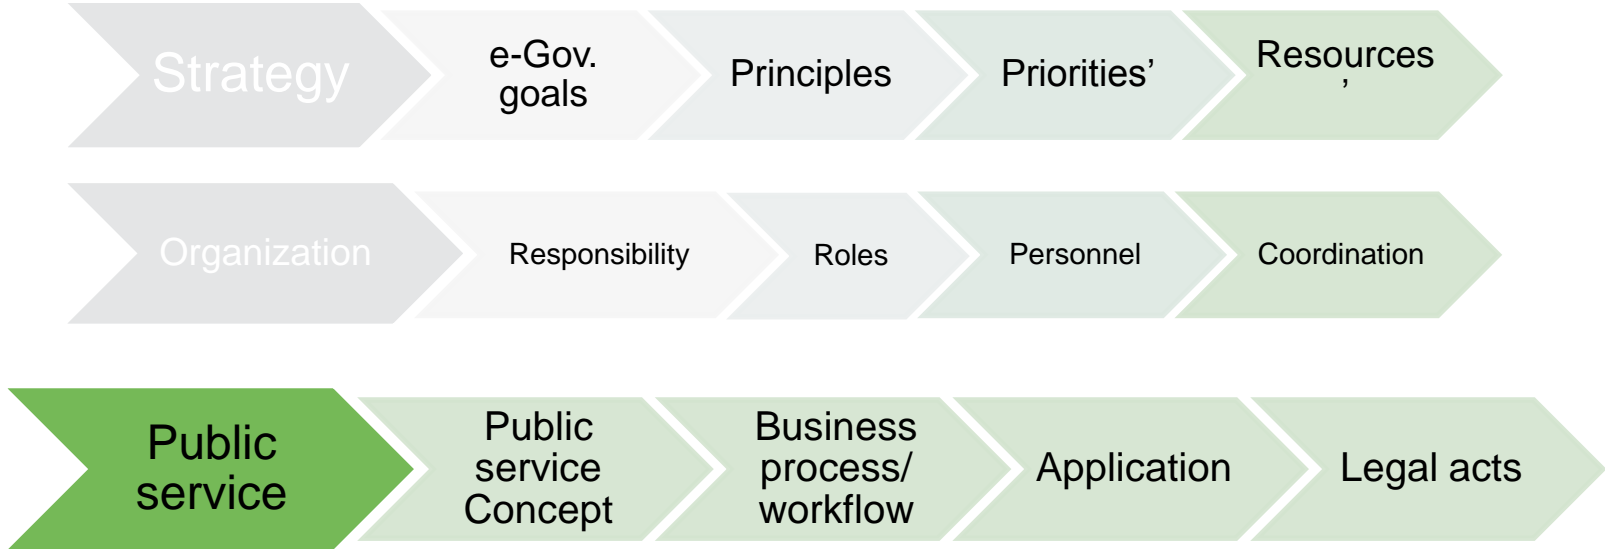 Strategy
e-Gov.
goals
Principles
Priorities’
Resources
’
Organization
Responsibility
Roles
Personnel
Coordination
Public
service
Public
service
Concept
Business
process/
workflow
Application
Legal acts